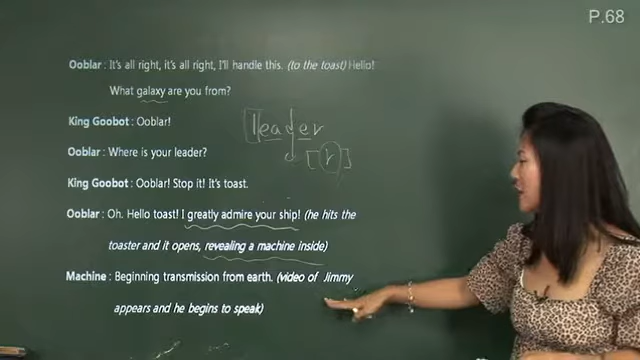 P.68
Ooblar : It's all right, it's all right, I'll handle this. (to the toast) Hello!
What galaxy are you from?
King Goobot : Ooblar!
leader
Ooblar : Where is your leader?
[r]
King Goobot : Ooblar! Stop it! It's toast.
Ooblar : Oh. Hello toast! I greatly admire your ship! (he hits the
toaster and it opens, revealing a machine inside)
Machine : Beginning transmission from earth. (video of Jimmy
appears and he begins to speak)